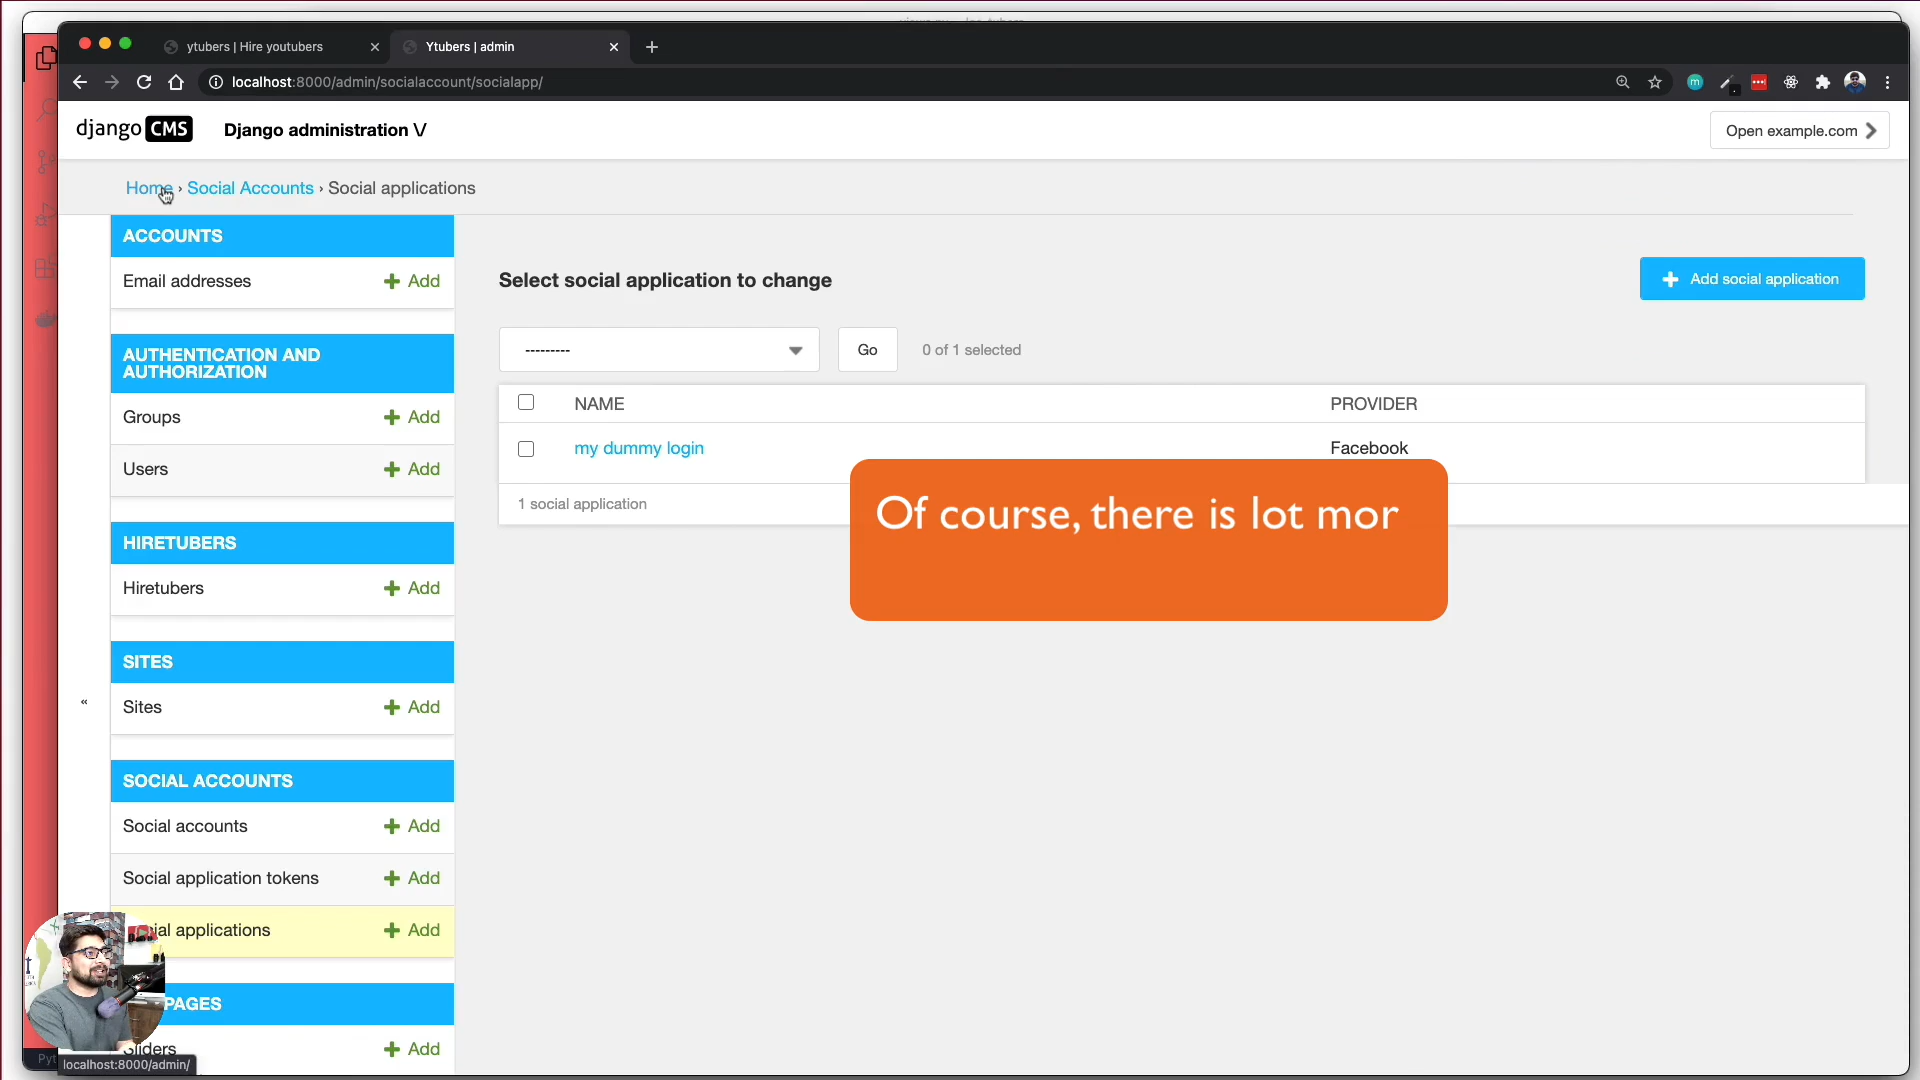 ytubers | Hire youtubers
Ytubers | admin
localhost:8000/admin/socialaccount/socialapp/
django CMS
Django administration V
Open example.com
Home › Social Accounts › Social applications
ACCOUNTS
Email addresses
Add
AUTHENTICATION AND
AUTHORIZATION
Groups
Add
Users
Add
HIRETUBERS
Hiretubers
Add
SITES
Sites
Add
«
SOCIAL ACCOUNTS
Social accounts
Add
Social application tokens
Add
ial applications
Add
PAGES
Sliders
Add
Select social application to change
Add social application
---------
Go
0 of 1 selected
NAME
PROVIDER
my dummy login
Facebook
1 social application
Of course, there is lot mor
Pyt
localhost:8000/admin/